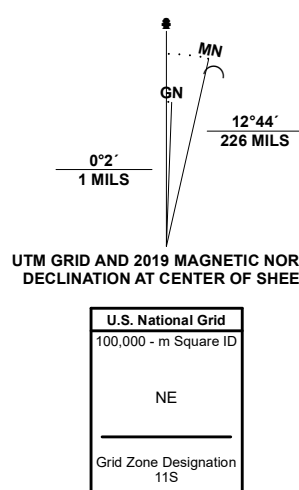 MN
GN
12°44´
226 MILS
0°2´
1 MILS
UTM GRID AND 2019 MAGNETIC NOR
DECLINATION AT CENTER OF SHEE
U.S. National Grid
100,000 - m Square ID
NE
Grid Zone Designation
11S